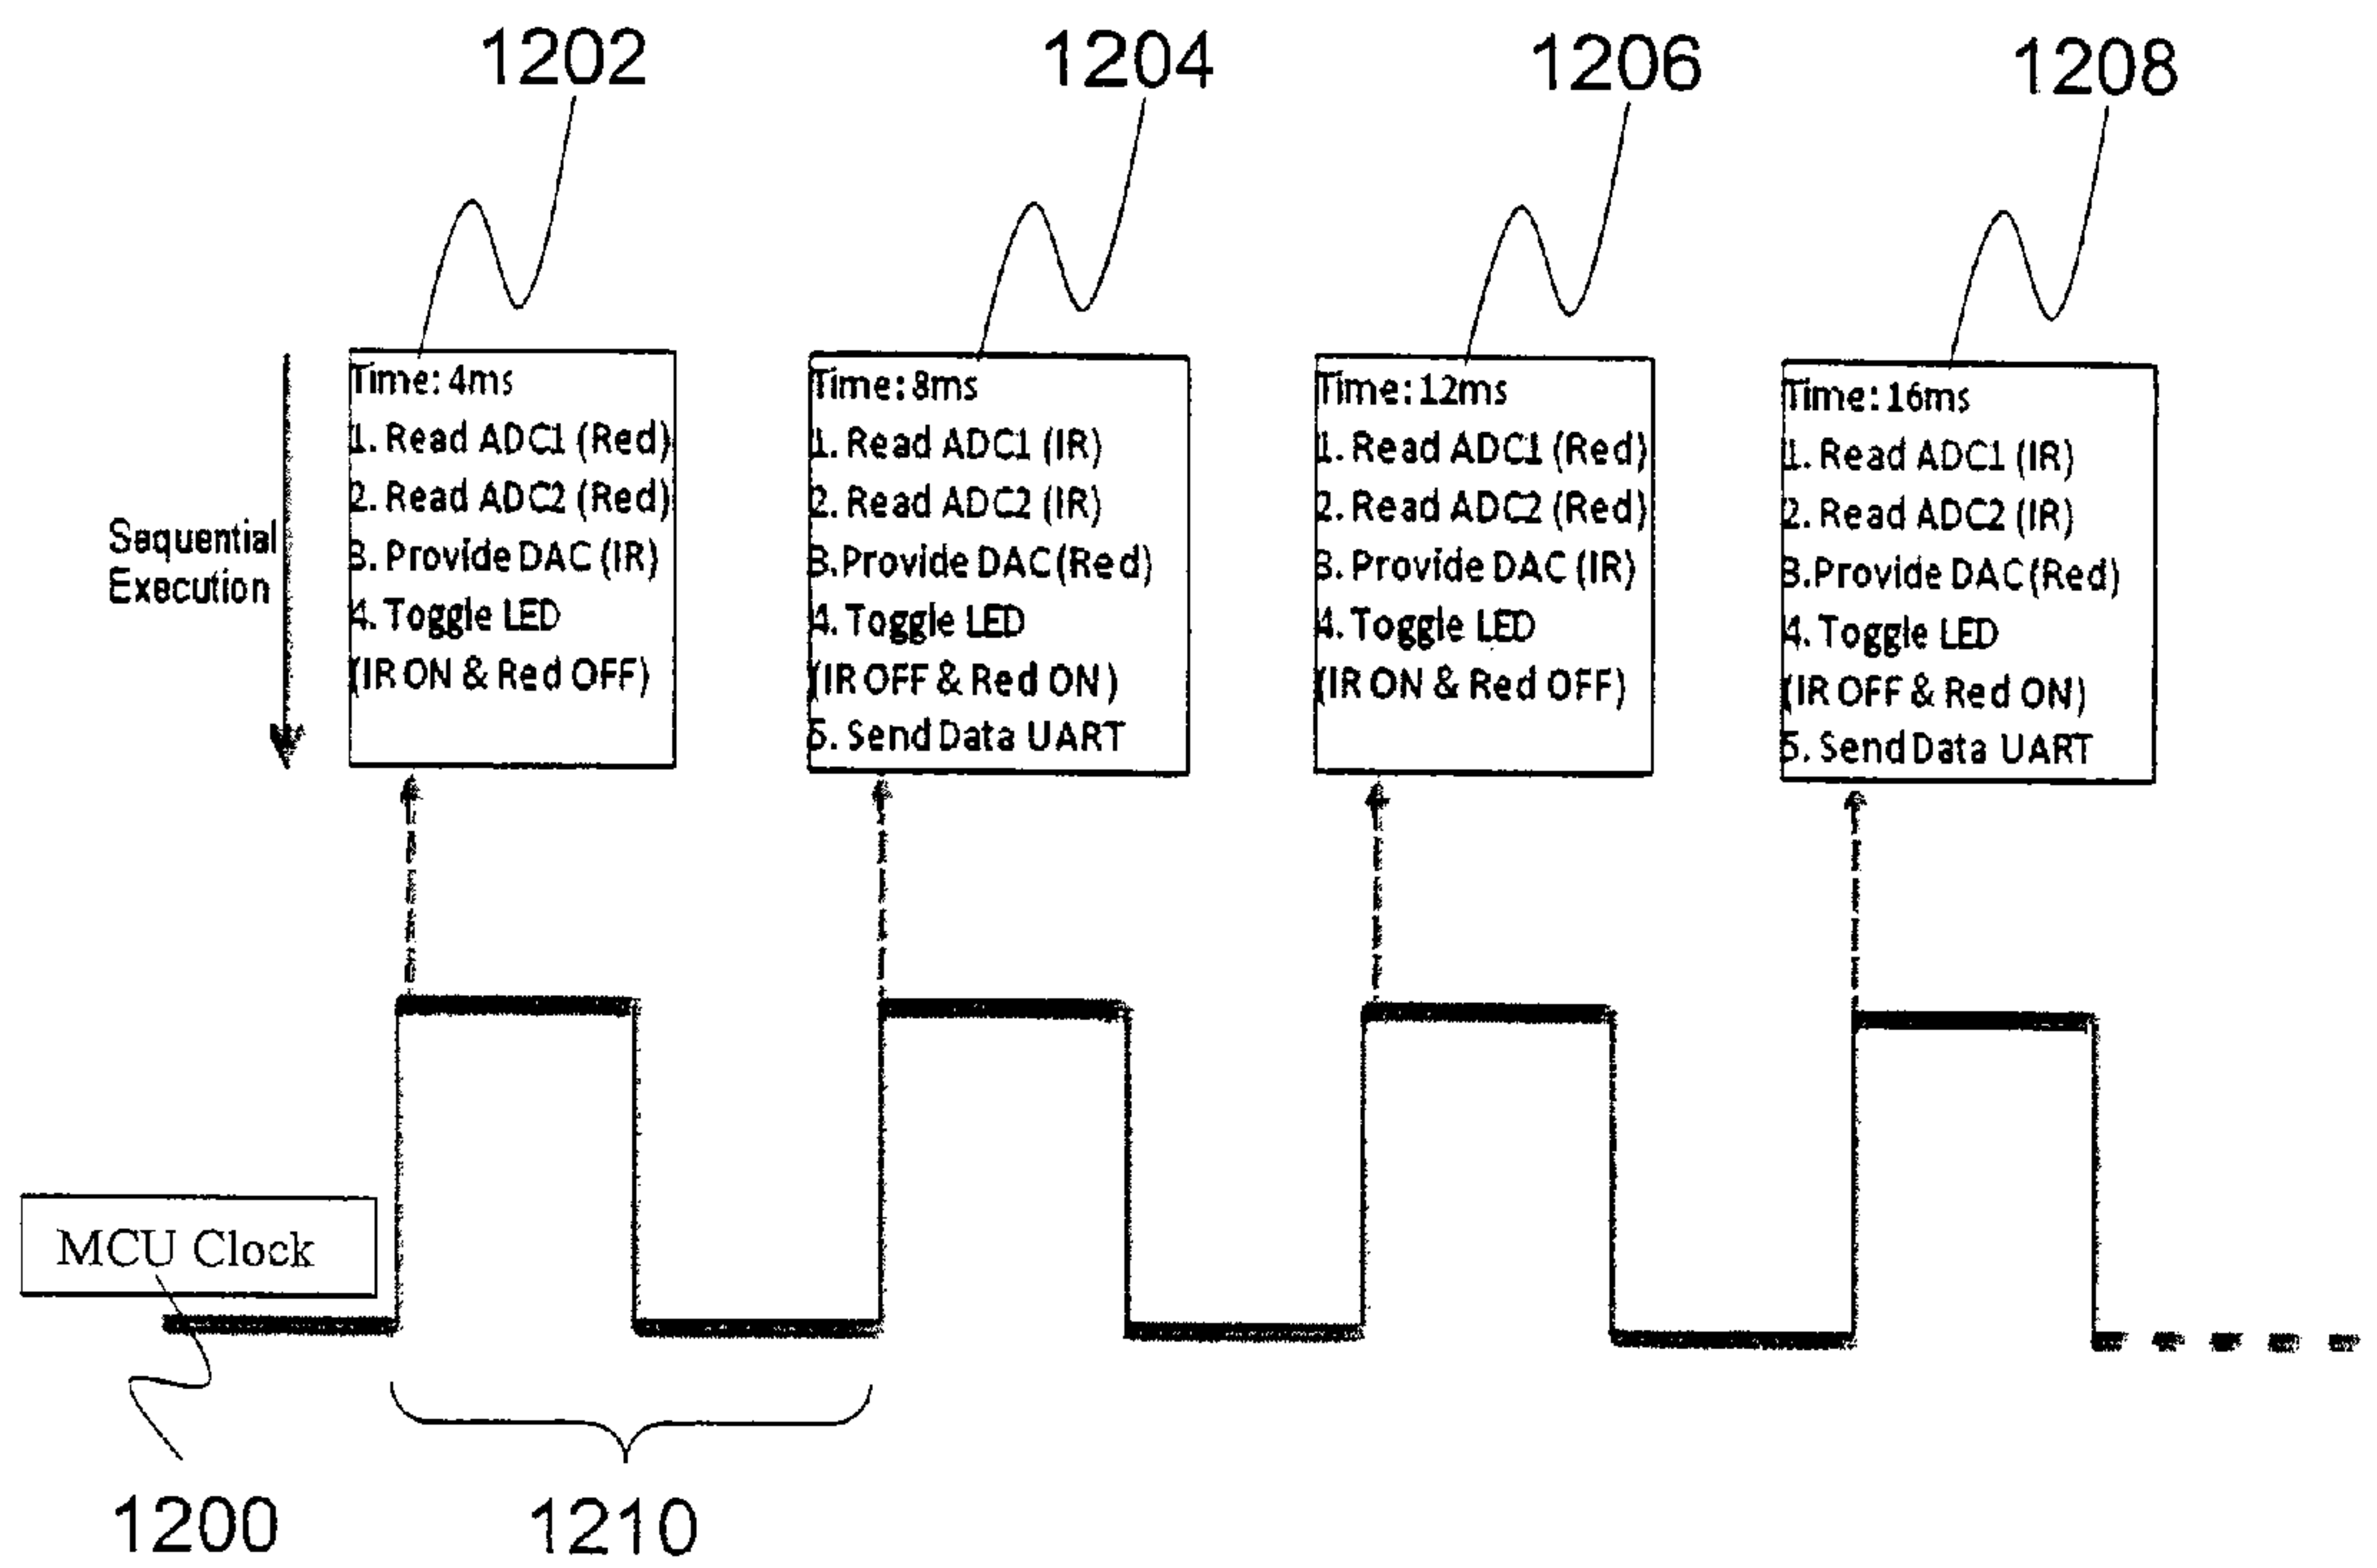 1202
1204
1206
1208
Sequential
Execution
Time: 4ms
1. Read ADC1 (Red)
2. Read ADC2 (Red)
3. Provide DAC (IR)
4. Toggle LED
(IR ON & Red OFF)
Time: 8ms
1. Read ADC1 (IR)
2. Read ADC2 (IR)
3.Provide DAC(Red)
4. Toggle LED
(IR OFF & Red ON)
5. Send Data UART
Time: 12ms
1. Read ADC1 (Red)
2. Read ADC2 (Red)
3. Provide DAC (IR)
4. Toggle LED
(IR ON & Red OFF)
Time: 16ms
1. Read ADC1 (IR)
2. Read ADC2 (IR)
3.Provide DAC(Red)
4. Toggle LED
(IR OFF & Red ON)
5. Send Data UART
MCU Clock
1200
1210